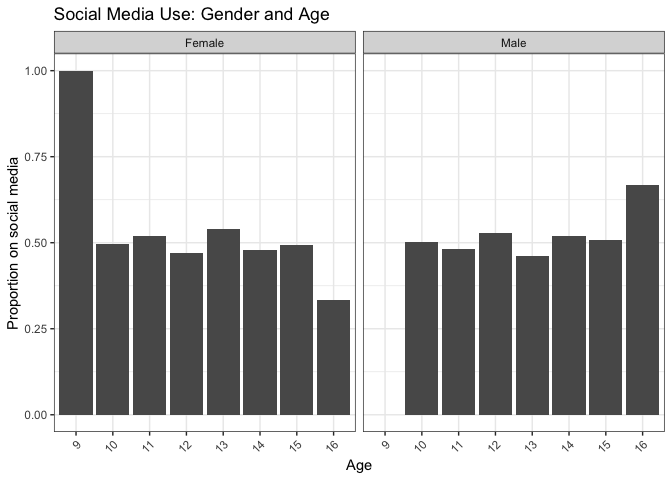 Social Media Use: Gender and Age
Female
Male
Proportion on social media
1.00
0.75
0.50
0.25
0.00
9 10 11 12 13 14 15 16
9 10 11 12 13 14 15 16
Age